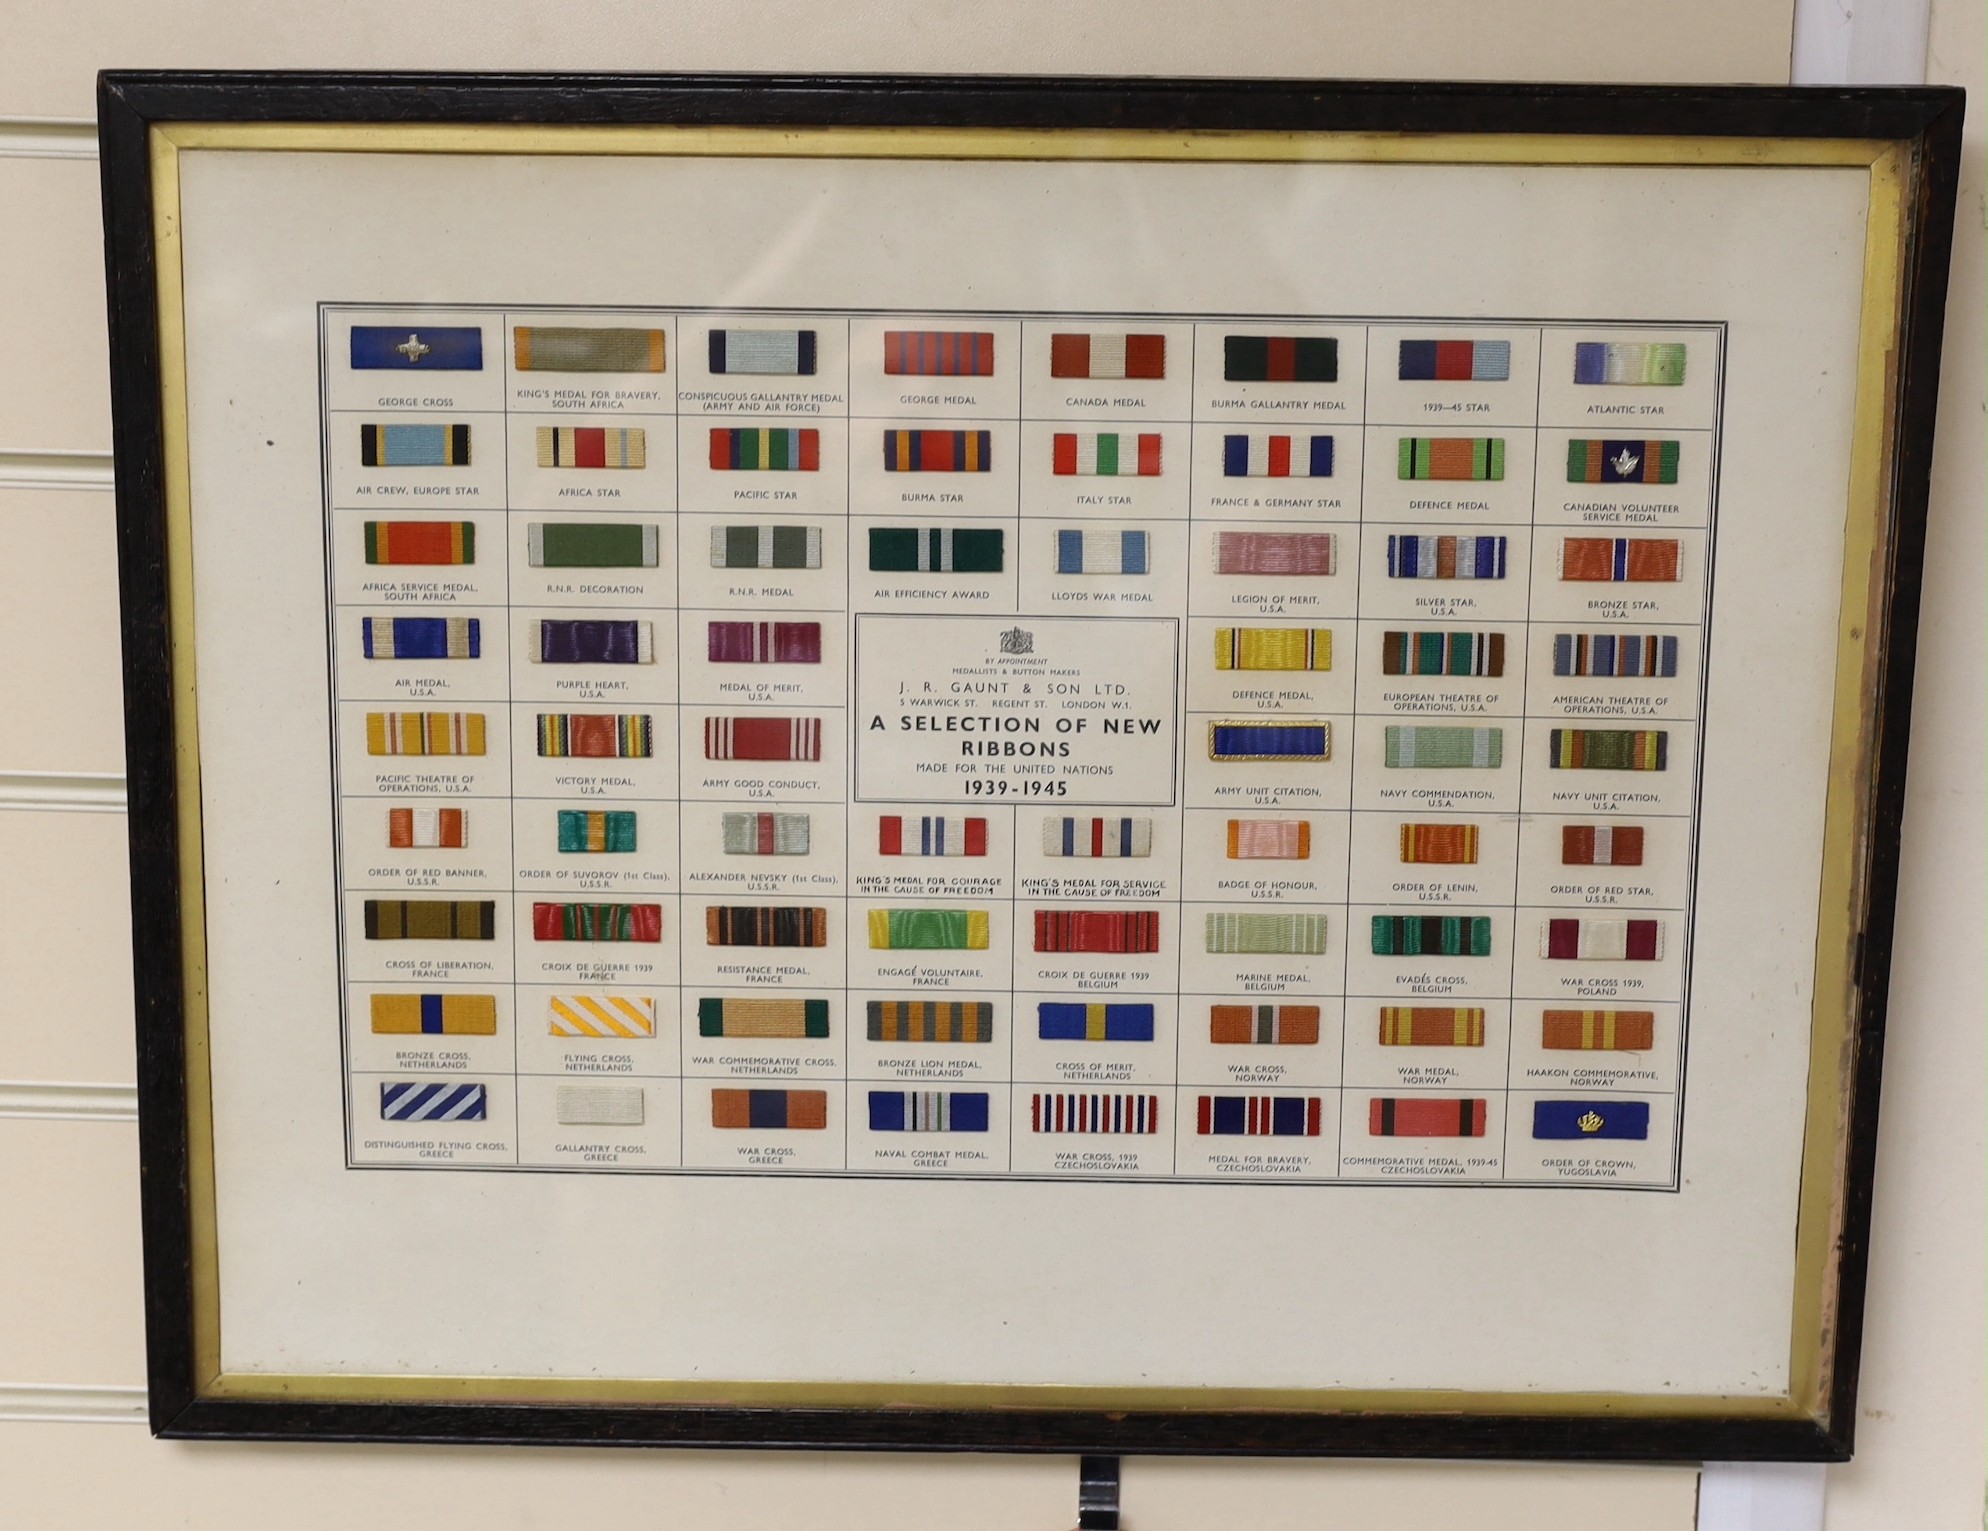 GEORGE CROSS
KING'S MEDAL FOR BRAVERY,
SOUTH AFRICA
CONSPICUOUS GALLANTRY MEDAL
(ARMY AND AIR FORCE)
GEORGE MEDAL
CANADA MEDAL
BURMA GALLANTRY MEDAL
1939—45 STAR
ATLANTIC STAR
AIR CREW, EUROPE STAR
AFRICA STAR
PACIFIC STAR
BURMA STAR
ITALY STAR
FRANCE & GERMANY STAR
DEFENCE MEDAL
CANADIAN VOLUNTEER
SERVICE MEDAL
AFRICA SERVICE MEDAL,
SOUTH AFRICA
R.N.R. DECORATION
R.N.R. MEDAL
AIR EFFICIENCY AWARD
LLOYDS WAR MEDAL
LEGION OF MERIT,
U.S.A.
SILVER STAR,
U.S.A.
BRONZE STAR,
U.S.A.
AIR MEDAL,
U.S.A.
PURPLE HEART,
U.S.A.
MEDAL OF MERIT,
U.S.A.
BY APPOINTMENT
MEDALLISTS & BUTTON MAKERS
J. R. GAUNT & SON LTD.
5 WARWICK ST. REGENT ST. LONDON W.1.
A SELECTION OF NEW
RIBBONS
MADE FOR THE UNITED NATIONS
1939-1945
DEFENCE MEDAL,
U.S.A.
EUROPEAN THEATRE OF
OPERATIONS, U.S.A.
AMERICAN THEATRE OF
OPERATIONS, U.S.A.
PACIFIC THEATRE OF
OPERATIONS, U.S.A.
VICTORY MEDAL,
U.S.A.
ARMY GOOD CONDUCT,
U.S.A.
ARMY UNIT CITATION,
U.S.A.
NAVY COMMENDATION,
U.S.A.
NAVY UNIT CITATION,
U.S.A.
ORDER OF RED BANNER,
U.S.S.R.
ORDER OF SUVOROV (1st Class),
U.S.S.R.
ALEXANDER NEVSKY (1st Class),
U.S.S.R.
KING'S MEDAL FOR COURAGE
IN THE CAUSE OF FREEDOM
KING'S MEDAL FOR SERVICE
IN THE CAUSE OF FREEDOM
BADGE OF HONOUR,
U.S.S.R.
ORDER OF LENIN,
U.S.S.R.
ORDER OF RED STAR,
U.S.S.R.
CROSS OF LIBERATION,
FRANCE
CROIX DE GUERRE 1939
FRANCE
RESISTANCE MEDAL,
FRANCE
ENGAGÉ VOLUNTAIRE,
FRANCE
CROIX DE GUERRE 1939
BELGIUM
MARINE MEDAL,
BELGIUM
EVADÉS CROSS,
BELGIUM
WAR CROSS 1939,
POLAND
BRONZE CROSS,
NETHERLANDS
FLYING CROSS,
NETHERLANDS
WAR COMMEMORATIVE CROSS,
NETHERLANDS
BRONZE LION MEDAL,
NETHERLANDS
CROSS OF MERIT,
NETHERLANDS
WAR CROSS,
NORWAY
WAR MEDAL,
NORWAY
HAAKON COMMEMORATIVE,
NORWAY
DISTINGUISHED FLYING CROSS,
GREECE
GALLANTRY CROSS,
GREECE
WAR CROSS,
GREECE
NAVAL COMBAT MEDAL,
GREECE
WAR CROSS, 1939
CZECHOSLOVAKIA
MEDAL FOR BRAVERY,
CZECHOSLOVAKIA
COMMEMORATIVE MEDAL, 1939-45
CZECHOSLOVAKIA
ORDER OF CROWN,
YUGOSLAVIA